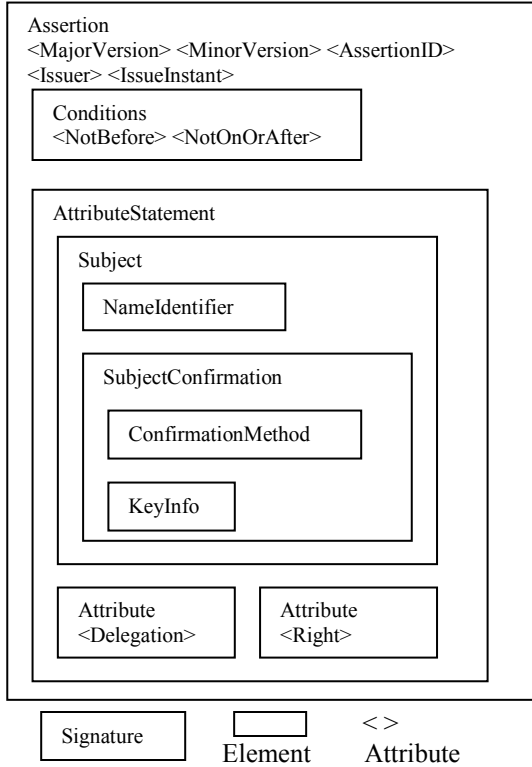 Assertion
<MajorVersion> <MinorVersion> <AssertionID>
<Issuer> <IssueInstant>
Conditions
<NotBefore> <NotOnOrAfter>
AttributeStatement
Subject
NameIdentifier
SubjectConfirmation
ConfirmationMethod
KeyInfo
Attribute
<Delegation>
Attribute
<Right>
Signature
Element
< >
Attribute